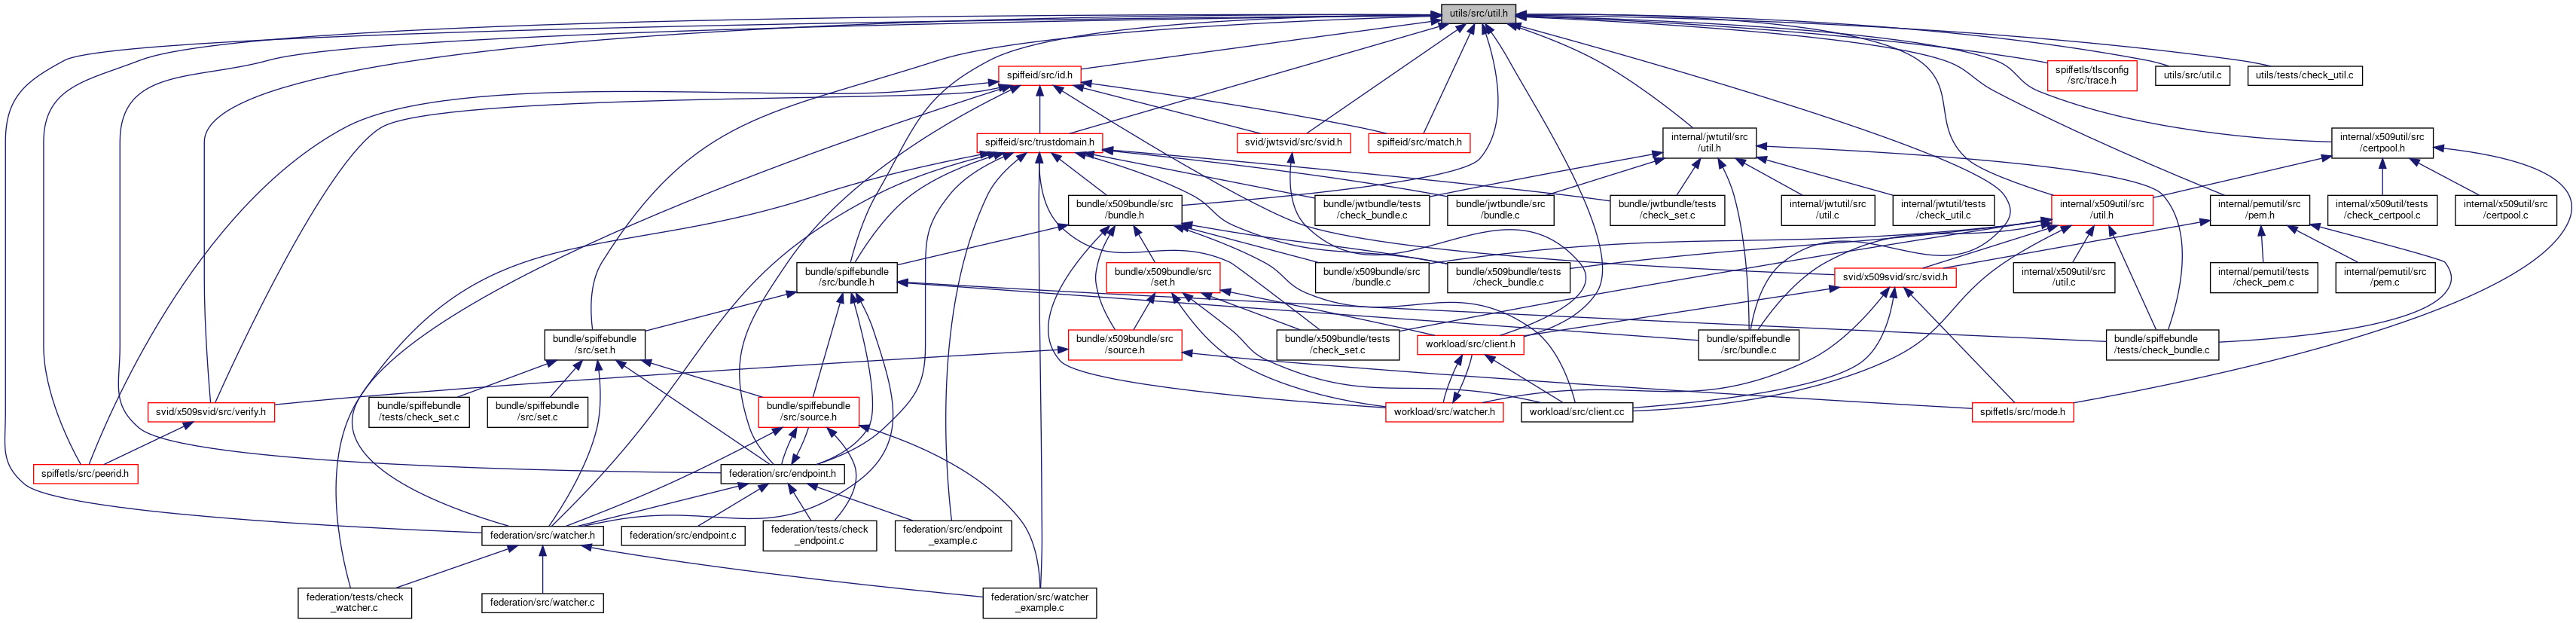 utils/src/util.h
spiffeid/src/id.h
spiffetls/tlsconfig
/src/trace.h
utils/src/util.c
utils/tests/check_util.c
spiffeid/src/trustdomain.h
svid/jwtsvid/src/svid.h
spiffeid/src/match.h
internal/jwtutil/src
/util.h
internal/x509util/src
/certpool.h
bundle/x509bundle/src
/bundle.h
bundle/jwtbundle/tests
/check_bundle.c
bundle/jwtbundle/src
/bundle.c
bundle/jwtbundle/tests
/check_set.c
internal/jwtutil/src
/util.c
internal/jwtutil/tests
/check_util.c
internal/x509util/src
/util.h
internal/pemutil/src
/pem.h
internal/x509util/tests
/check_certpool.c
internal/x509util/src
/certpool.c
bundle/spiffebundle
/src/bundle.h
bundle/x509bundle/src
/set.h
bundle/x509bundle/src
/bundle.c
bundle/x509bundle/tests
/check_bundle.c
svid/x509svid/src/svid.h
internal/x509util/src
/util.c
internal/pemutil/tests
/check_pem.c
internal/pemutil/src
/pem.c
bundle/spiffebundle
/src/set.h
bundle/x509bundle/src
/source.h
bundle/x509bundle/tests
/check_set.c
workload/src/client.h
bundle/spiffebundle
/src/bundle.c
bundle/spiffebundle
/tests/check_bundle.c
svid/x509svid/src/verify.h
bundle/spiffebundle
/tests/check_set.c
bundle/spiffebundle
/src/set.c
bundle/spiffebundle
/src/source.h
workload/src/watcher.h
workload/src/client.cc
spiffetls/src/mode.h
spiffetls/src/peerid.h
federation/src/endpoint.h
federation/src/watcher.h
federation/src/endpoint.c
federation/tests/check
_endpoint.c
federation/src/endpoint
_example.c
federation/tests/check
_watcher.c
federation/src/watcher.c
federation/src/watcher
_example.c